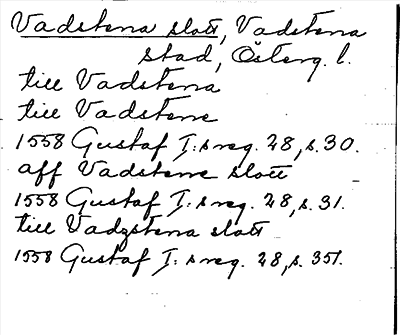 Vadstena slott, Vadstena
stad, Österg. l.
till Vadstena
till Vadstene
1558 Gustaf I:s reg. 28, s. 30.
aff Vadstene slott
1558 Gustaf I:s reg. 28, s. 31.
till Vadzstena slott
1558 Gustaf I:s reg. 28, s. 351.